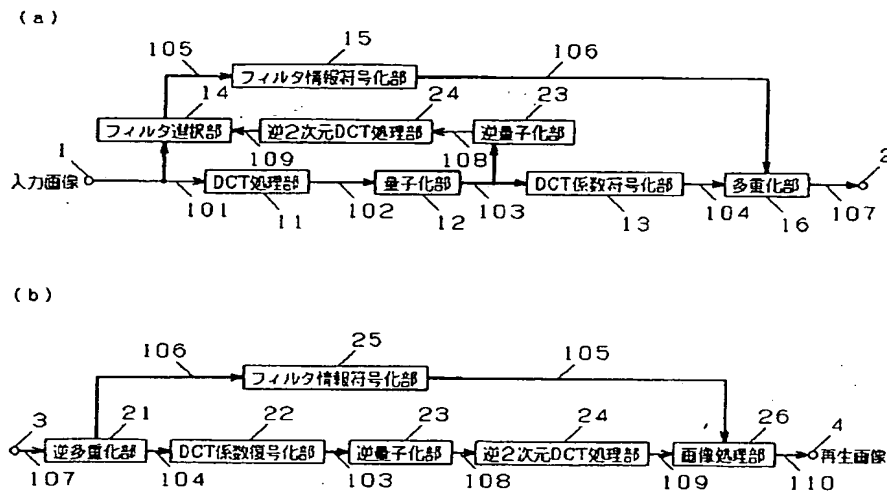 (a)
105
15
106
フィルタ情報符号化部
14
24
23
フィルタ選択部
逆2次元DCT処理部
逆量子化部
1
109
108
2
入力画像
DCT処理部
量子化部
DCT係数符号化部
多重化部
101
11
102
12
103
13
104
16
107
(b)
106
25
105
フィルタ情報符号化部
3
21
22
23
24
26
4
逆多重化部
DCT係数復号化部
逆量子化部
逆2次元DCT処理部
画像処理部
再生画像
107
104
103
108
109
110